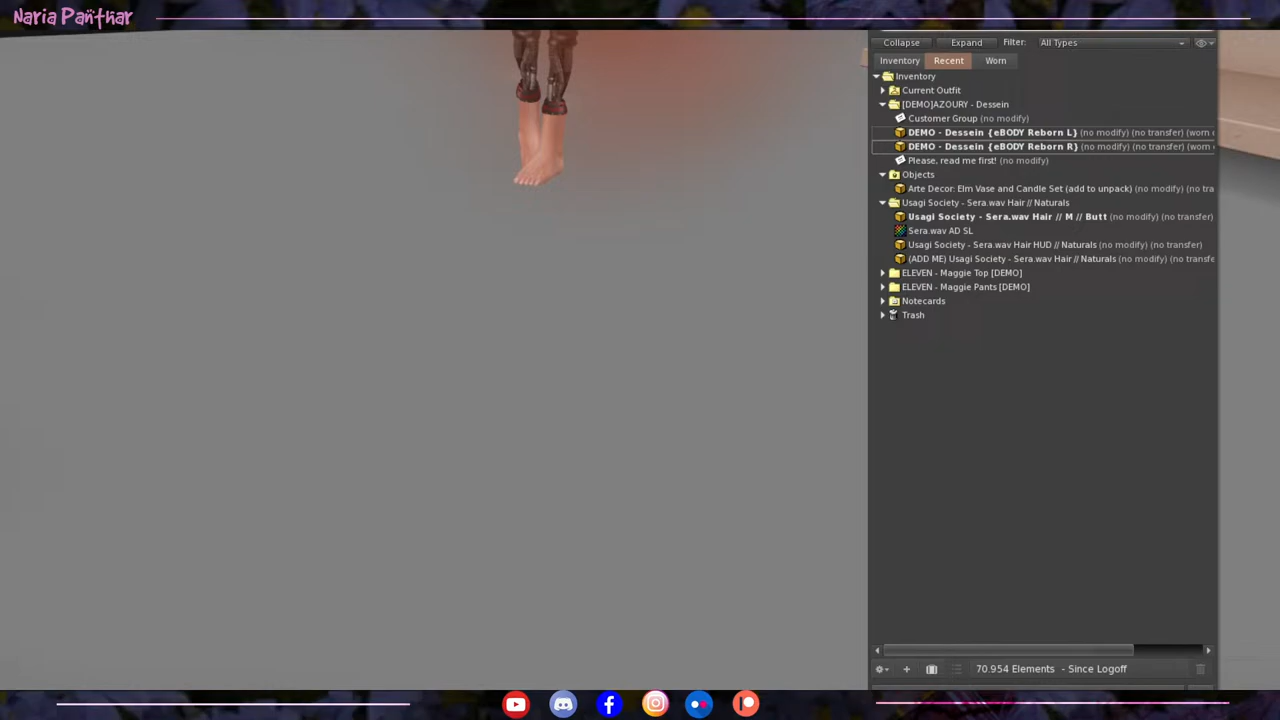 Naria Panthar
Collapse Expand Filter: All Types
Inventory Recent Worn
Inventory
Current Outfit
[DEMO]AZOURY - Dessein
Customer Group (no modify)
DEMO - Dessein {eBODY Reborn L} (no modify) (no transfer) (worn
DEMO - Dessein {eBODY Reborn R} (no modify) (no transfer) (worn
Please, read me first! (no modify)
Objects
Arte Decor: Elm Vase and Candle Set (add to unpack) (no modify) (no tra
Usagi Society - Sera.wav Hair // Naturals
Usagi Society - Sera.wav Hair // M // Butt (no modify) (no transfer)
Sera.wav AD SL
Usagi Society - Sera.wav Hair HUD // Naturals (no modify) (no transfer)
(ADD ME) Usagi Society - Sera.wav Hair // Naturals (no modify) (no transfe
ELEVEN - Maggie Top [DEMO]
ELEVEN - Maggie Pants [DEMO]
Notecards
Trash
70.954 Elements - Since Logoff